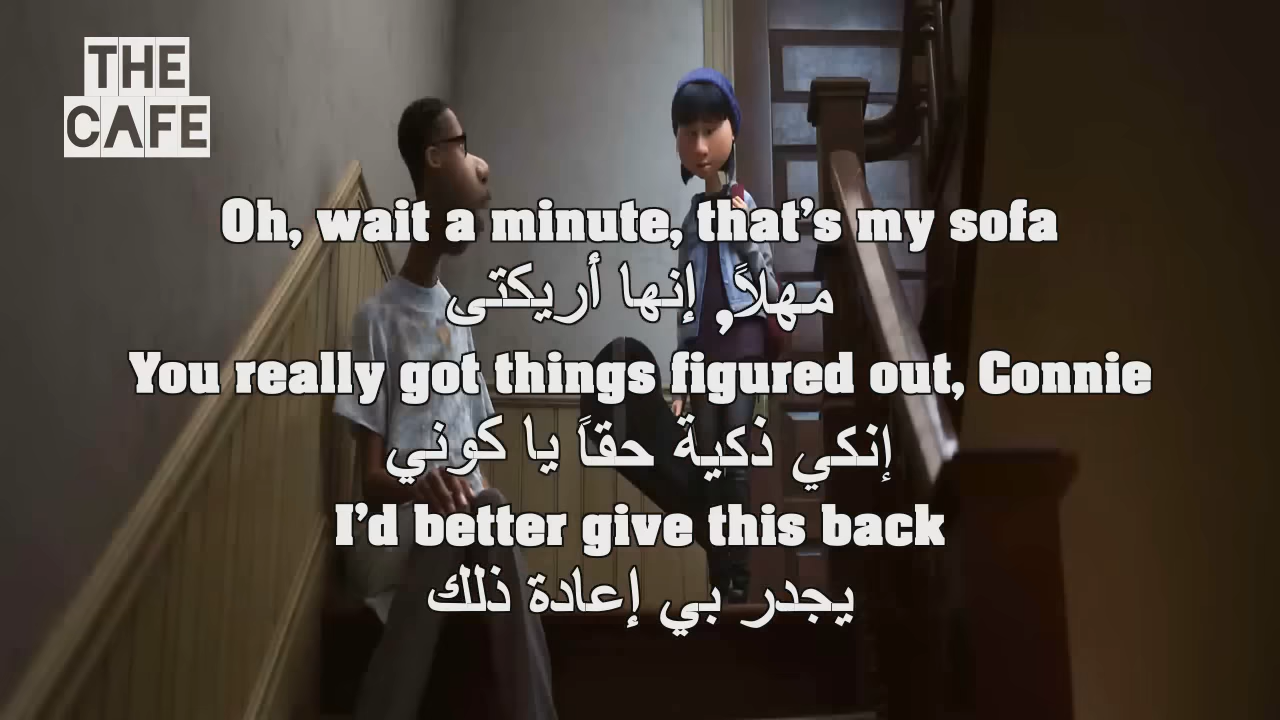 THE
CAFE
Oh, wait a minute, that's my sofa
مهلاً, إنها أريكتى
You really got things figured out, Connie
إنكي ذكية حقاً يا كوني
I'd better give this back
يجدر بي إعادة ذلك